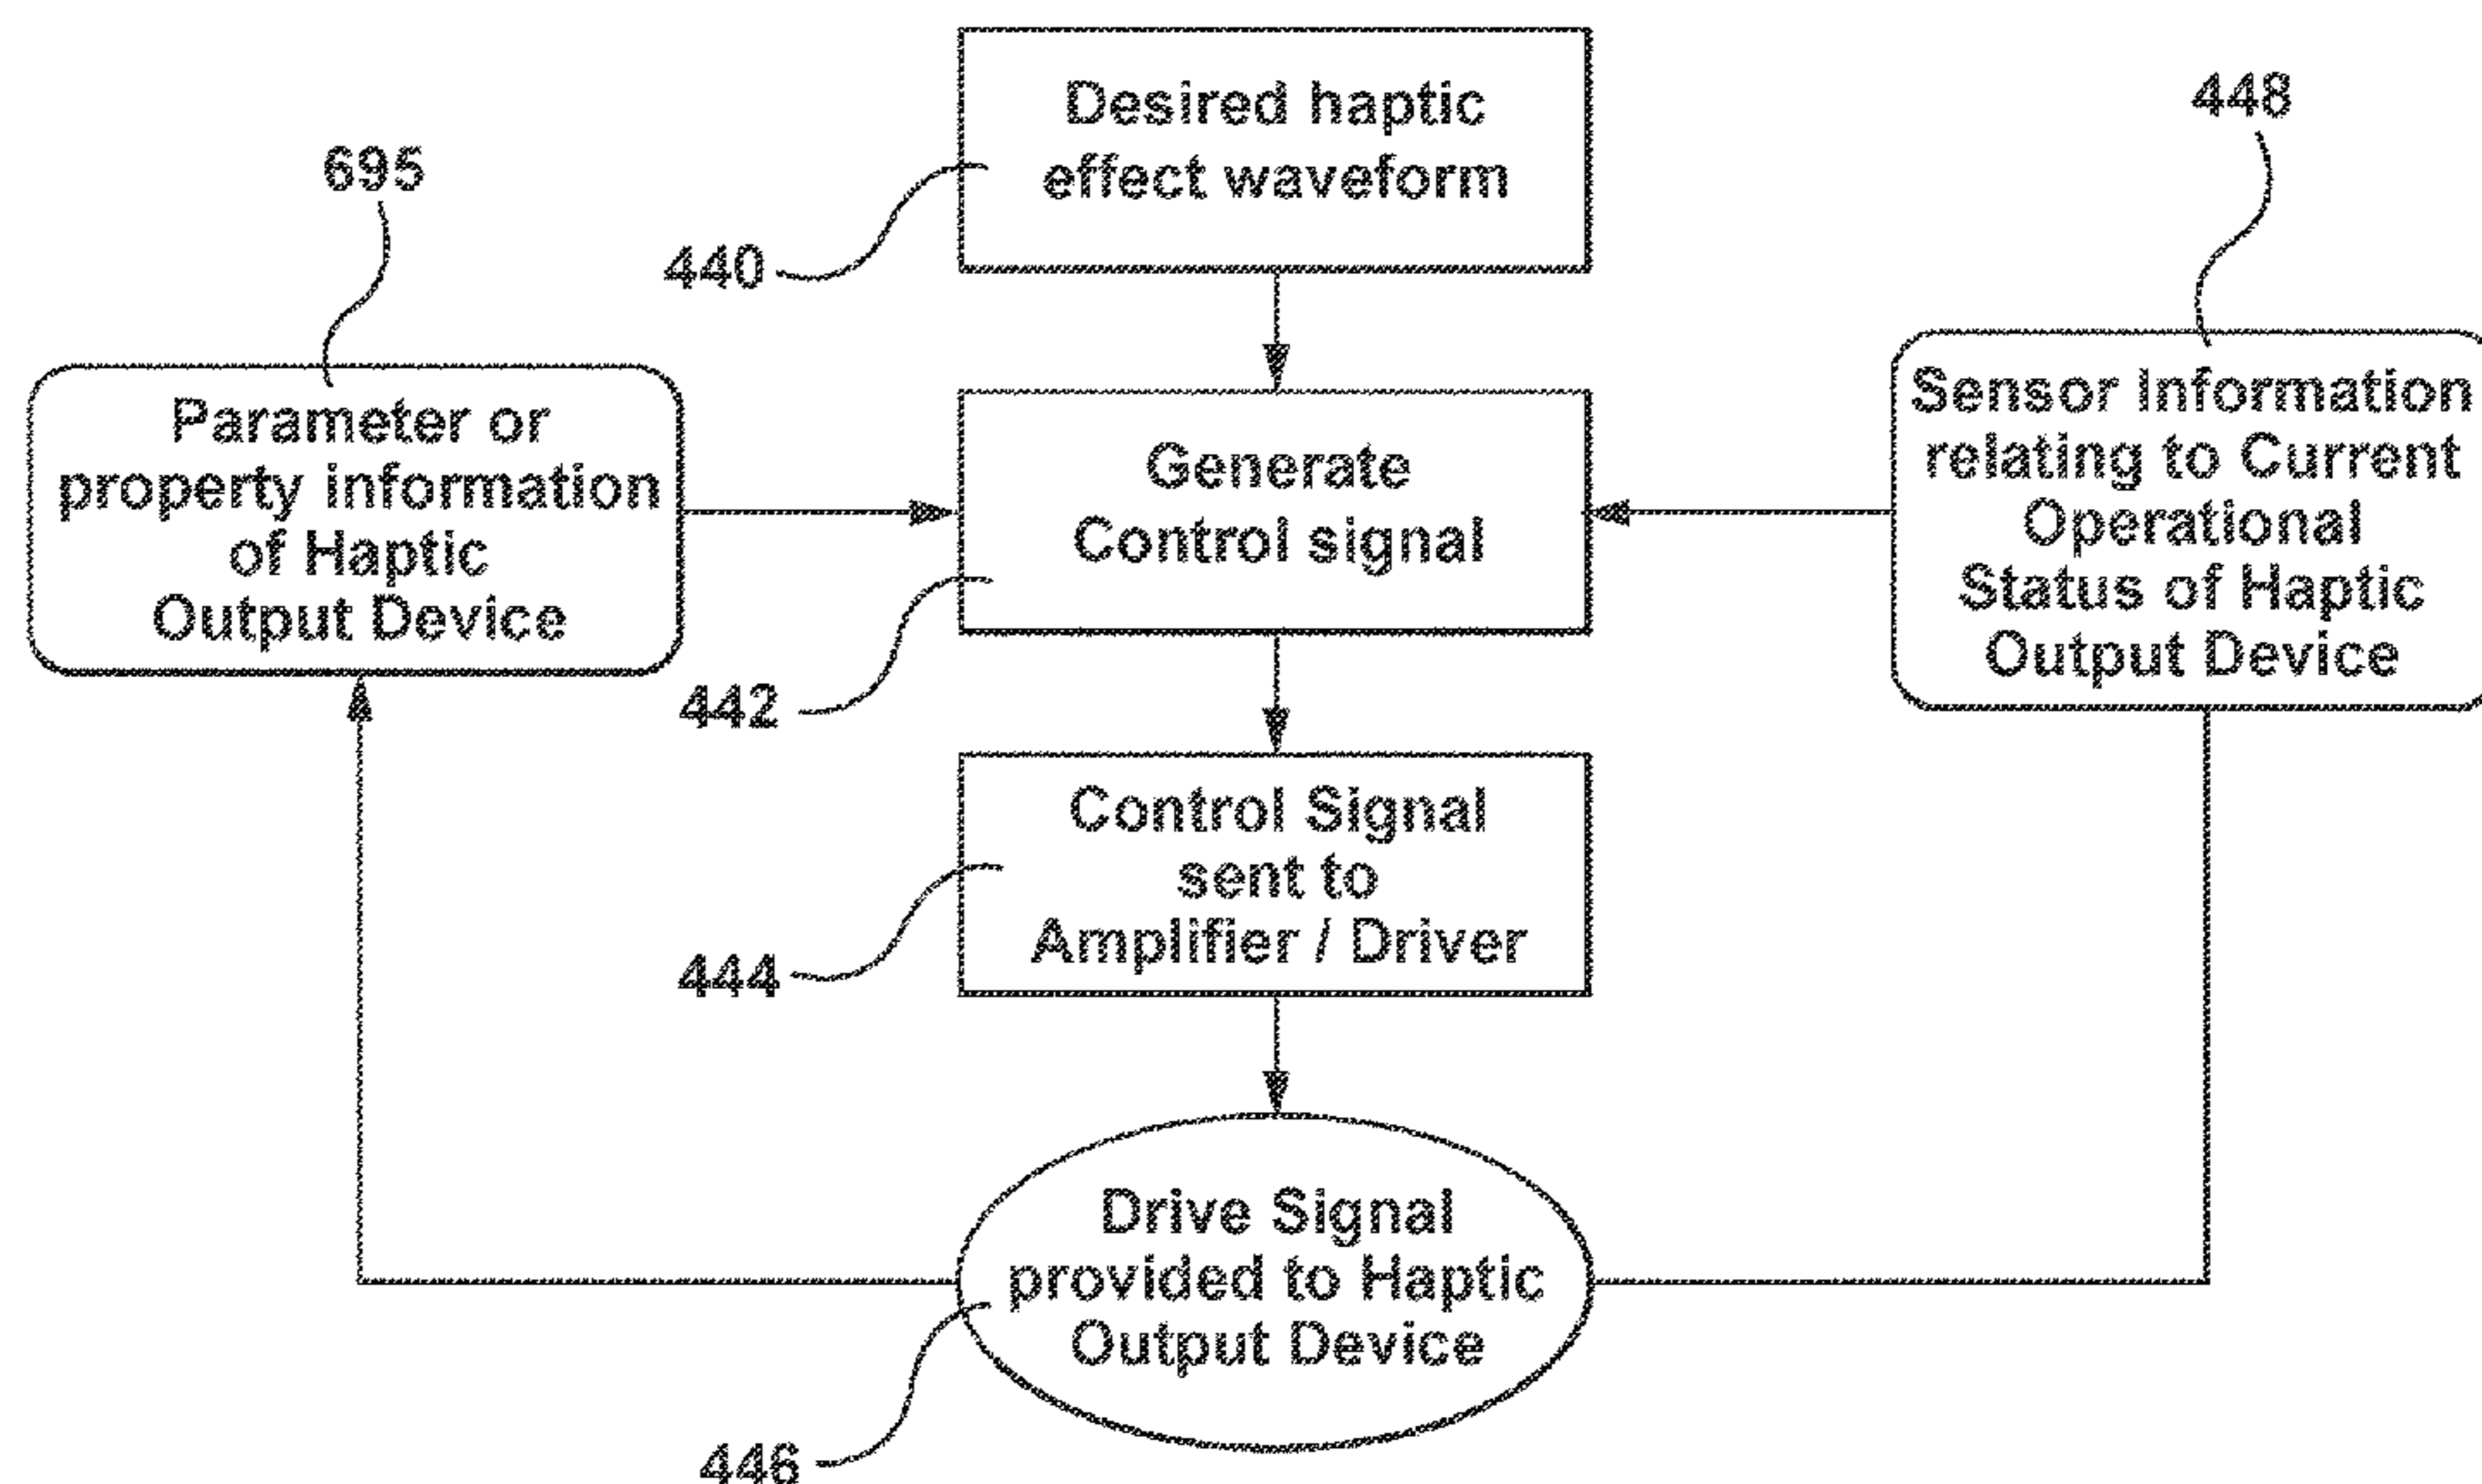 Desired haptic
effect waveform
440
695
448
Parameter or
property information
of Haptic
Output Device
Generate
Control signal
442
Sensor Information
relating to Current
Operational
Status of Haptic
Output Device
Control Signal
sent to
Amplifier / Driver
444
Drive Signal
provided to Haptic
Output Device
446